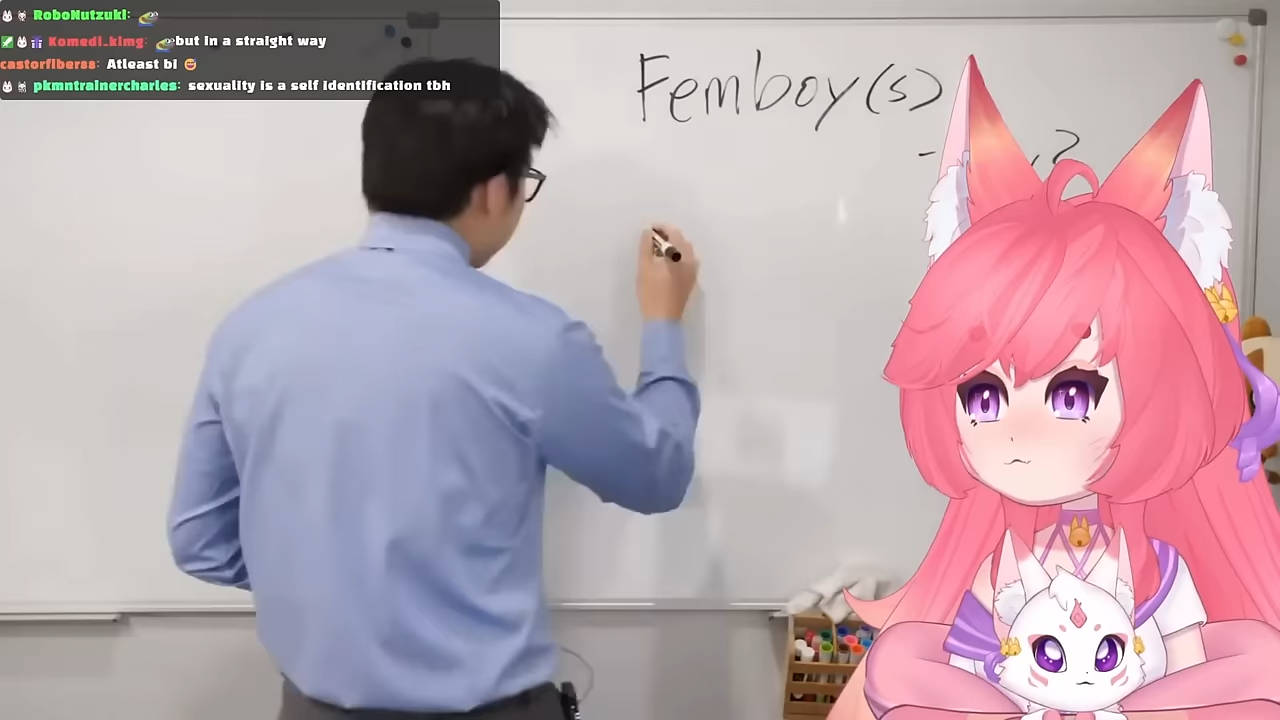 RoboNutzuki:
Komedi_kimg: but in a straight way
castorfiberss: Atleast bi
pkmntrainercharles: sexuality is a self identification tbh
Femboy(s)